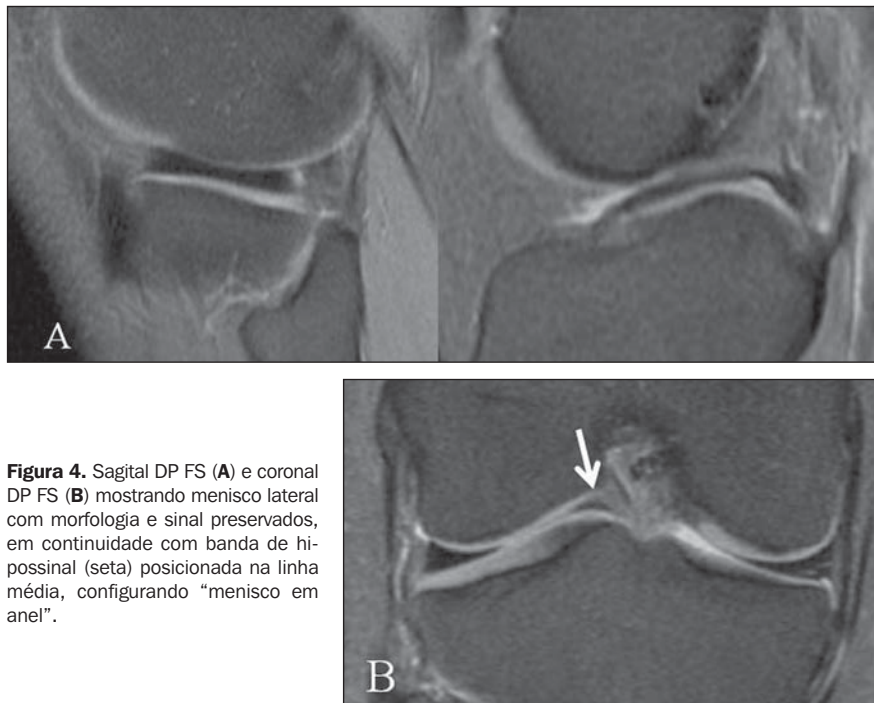 A
Figura 4. Sagital DP FS (A) e coronal
DP FS (B) mostrando menisco lateral
com morfologia e sinal preservados,
em continuidade com banda de hi-
possinal (seta) posicionada na linha
média, configurando “menisco em
anel”.
B